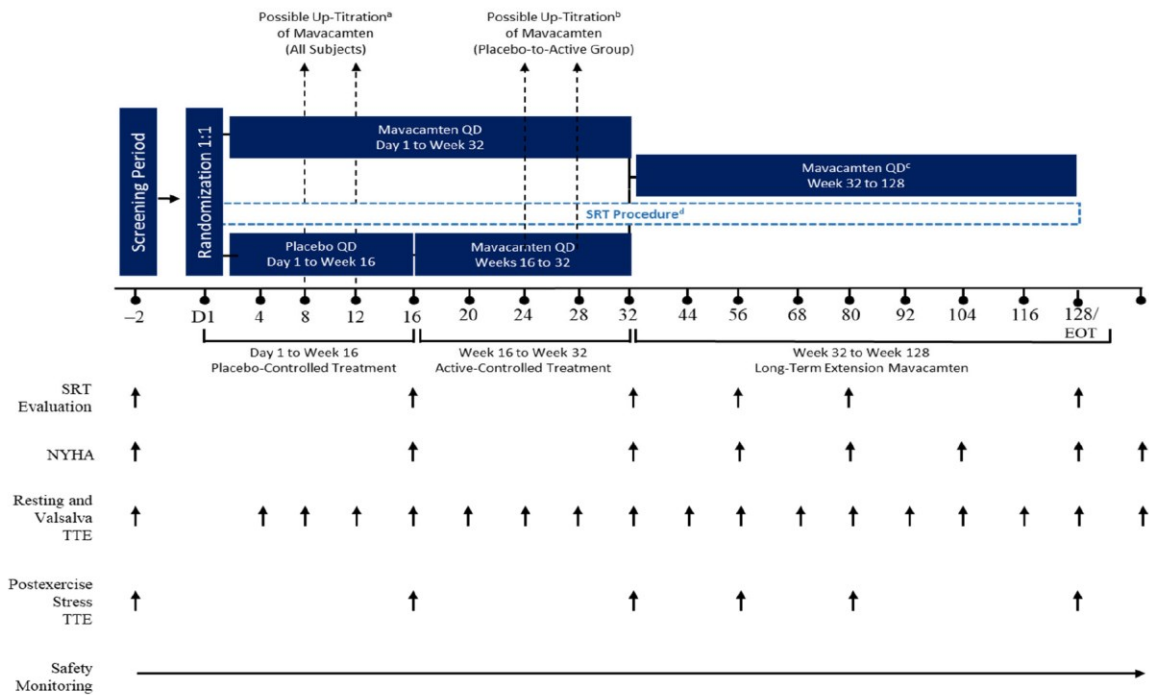 Possible Up-Titrationᵃ
of Mavacamten
(All Subjects)
Possible Up-Titrationᵇ
of Mavacamten
(Placebo-to-Active Group)
Screening Period
Randomization 1:1
Mavacamten QD
Day 1 to Week 32
Mavacamten QDᶜ
Week 32 to 128
SRT Procedureᵈ
Placebo QD
Day 1 to Week 16
Mavacamten QD
Weeks 16 to 32
–2 D1 4 8 12 16 20 24 28 32 44 56 68 80 92 104 116 128/
EOT
Day 1 to Week 16
Placebo-Controlled Treatment
Week 16 to Week 32
Active-Controlled Treatment
Week 32 to Week 128
Long-Term Extension Mavacamten
SRT
Evaluation
NYHA
Resting and
Valsalva
TTE
Postexercise
Stress
TTE
Safety
Monitoring